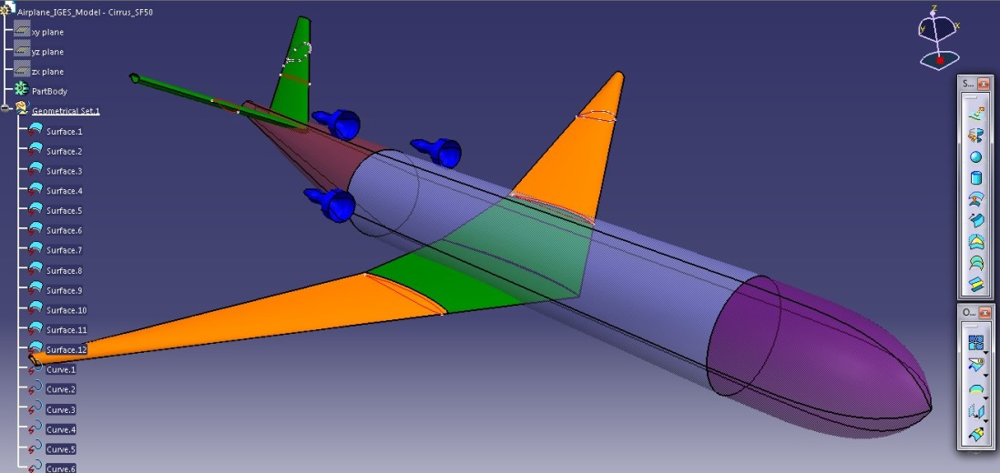 Airplane_IGES_Model - Cirrus_SF50
xy plane
yz plane
zx plane
PartBody
Geometrical Set.1
Surface.1
Surface.2
Surface.3
Surface.4
Surface.5
Surface.6
Surface.7
Surface.8
Surface.9
Surface.10
Surface.11
Surface.12
Curve.1
Curve.2
Curve.3
Curve.4
Curve.5
Curve.6
z
y
x
S...
O...